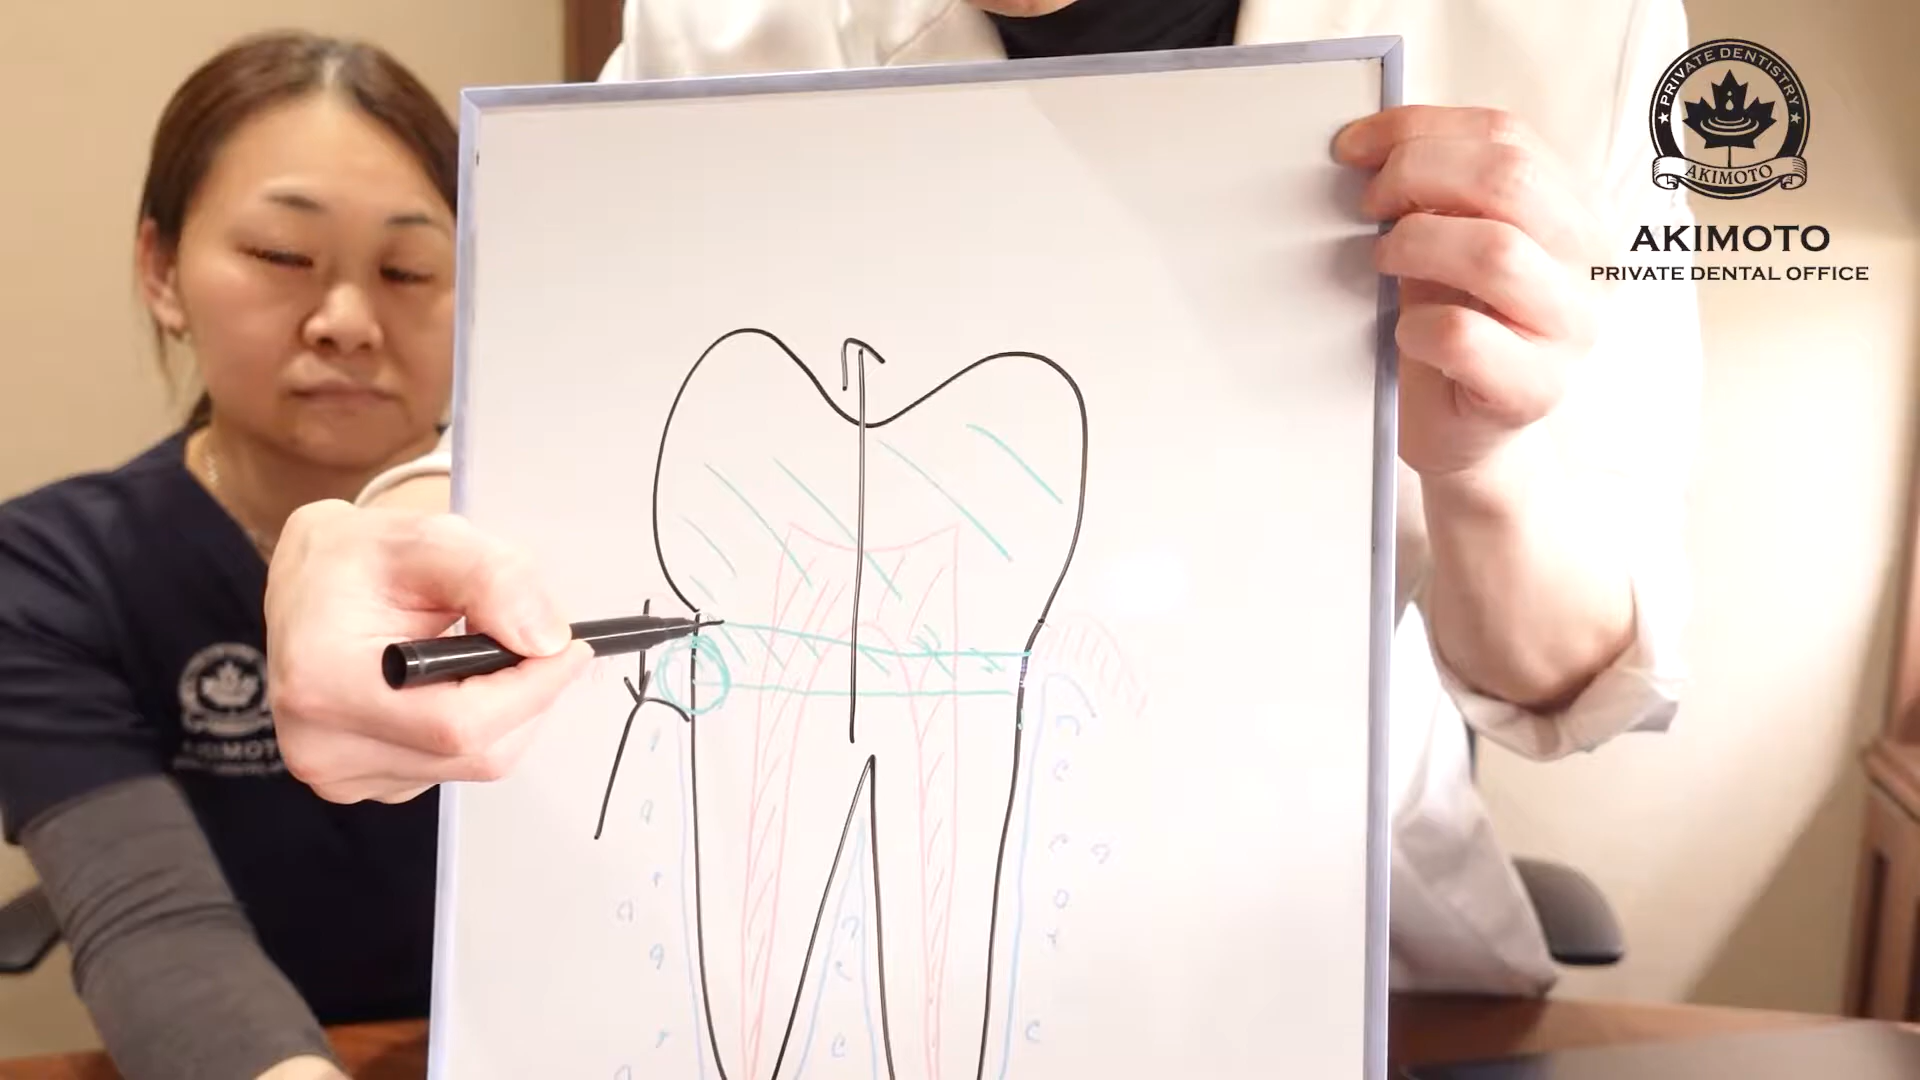 PRIVATE DENTISTRY
AKIMOTO
AKIMOTO
PRIVATE DENTAL OFFICE